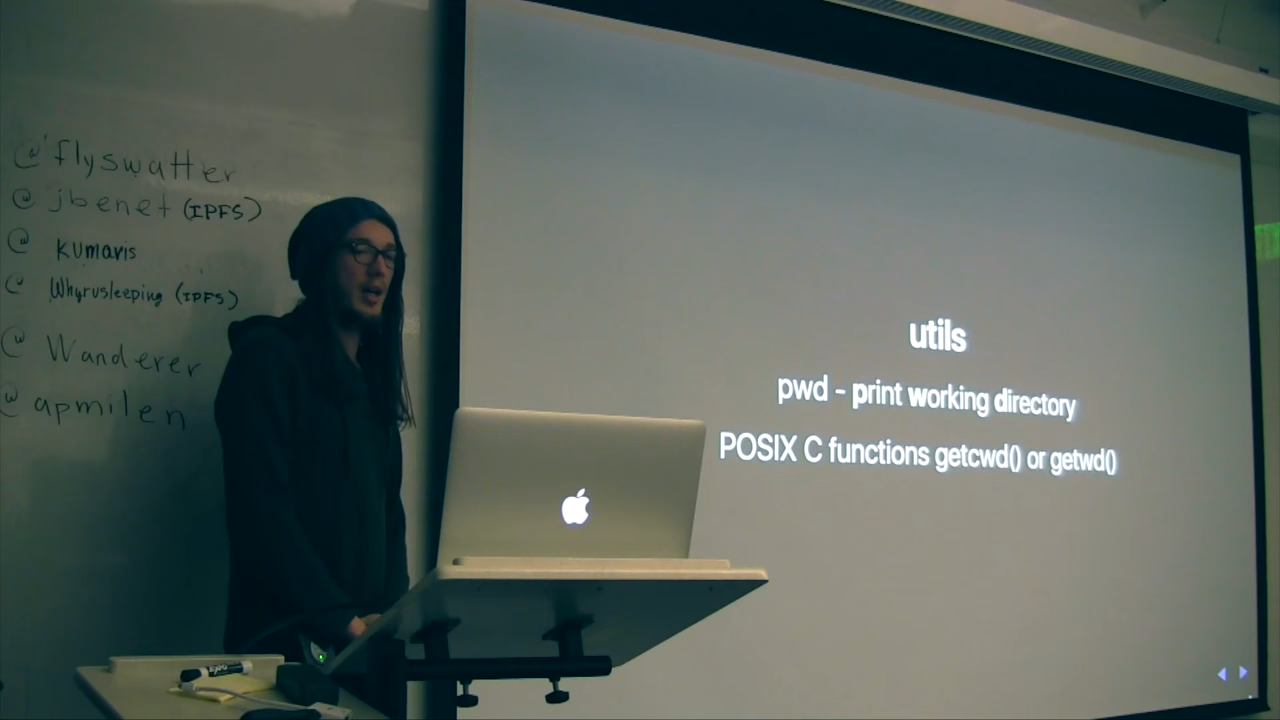 @flyswatter
@jbenet (IPFS)
@ kumavis
@ Whyrusleeping (IPFS)
@ Wanderer
@apmilen
utils
pwd - print working directory
POSIX C functions getcwd() or getwd()